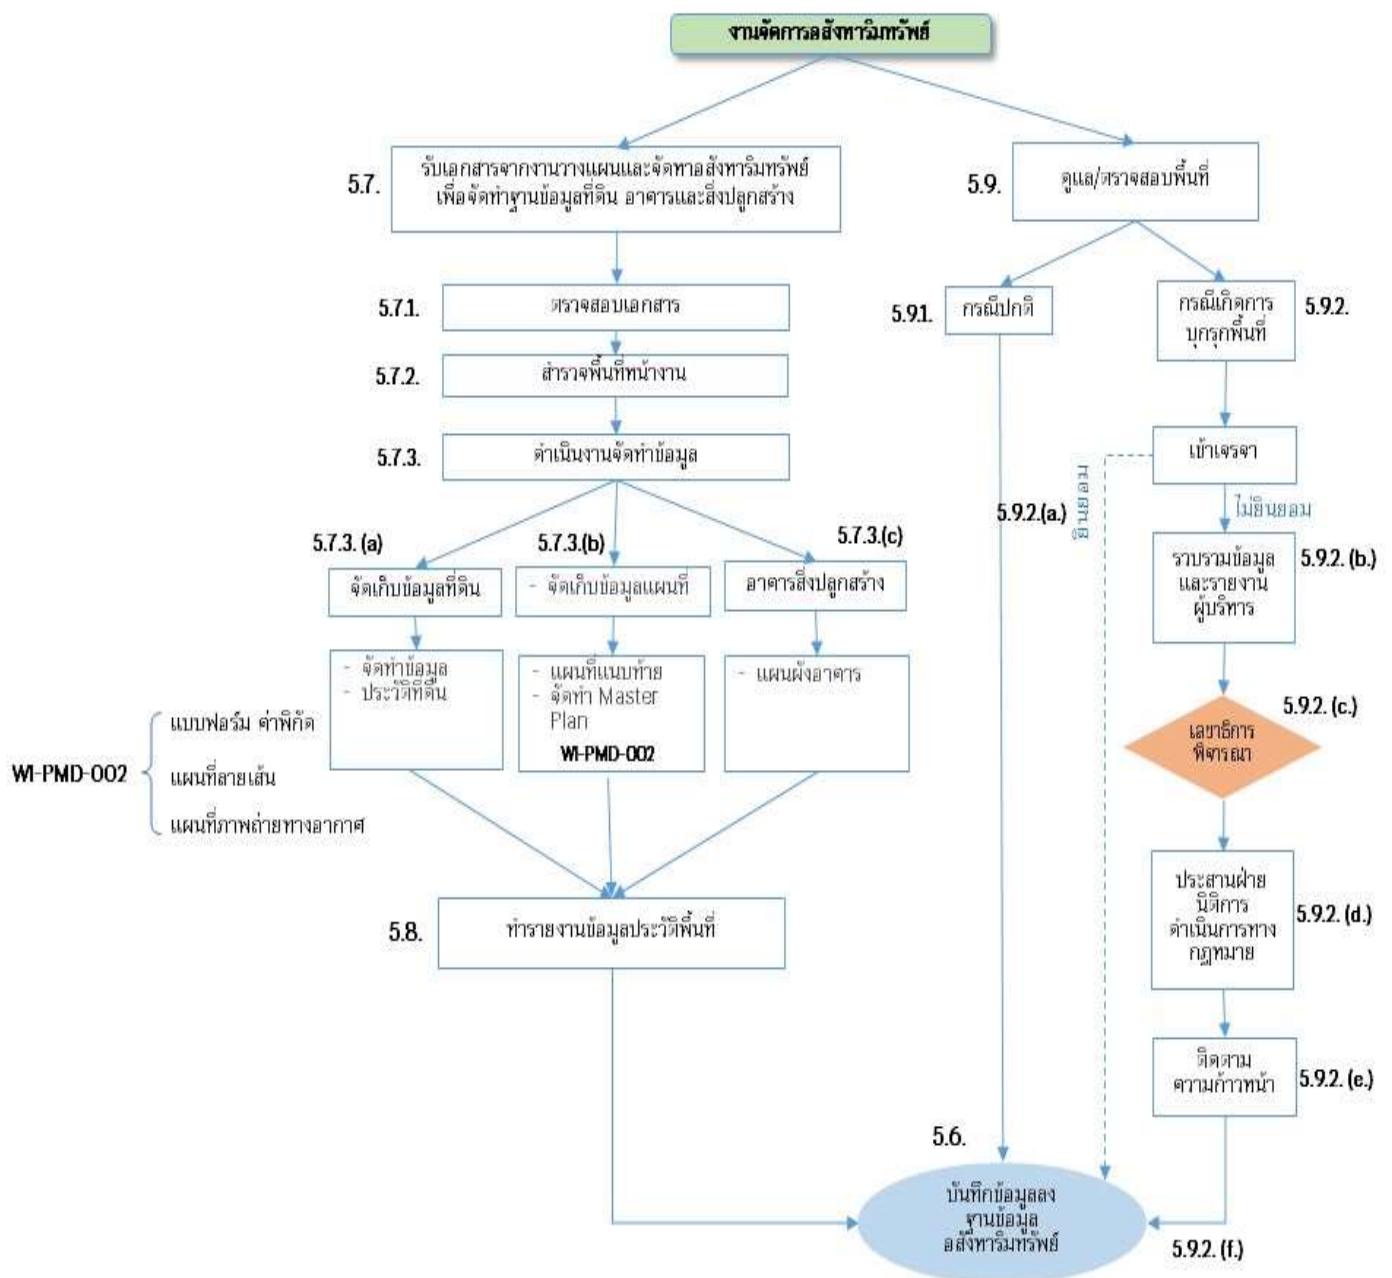 งานจัดการอสังหาริมทรัพย์
5.7.
รับเอกสารจากงานวางแผนและจัดหาอสังหาริมทรัพย์
เพื่อจัดทำฐานข้อมูลที่ดิน อาคารและสิ่งปลูกสร้าง
5.9.
ดูแล/ตรวจสอบพื้นที่
5.7.1.
ตรวจสอบเอกสาร
5.9.1.
กรณีปกติ
กรณีเกิดการ
บุกรุกพื้นที่
5.9.2.
5.7.2.
สำรวจพื้นที่หน้างาน
5.7.3.
ดำเนินงานจัดทำข้อมูล
เข้าเจรจา
5.9.2.(a.)
ยินยอม
ไม่ยินยอม
5.7.3. (a)
5.7.3.(b)
5.7.3.(c)
จัดเก็บข้อมูลที่ดิน
- จัดเก็บข้อมูลแผนที่
อาคารสิ่งปลูกสร้าง
รวบรวมข้อมูล
และรายงาน
ผู้บริหาร
5.9.2. (b.)
- จัดทำข้อมูล
- ประวัติที่ดิน
- แผนที่แนบท้าย
- จัดทำ Master
Plan
WI-PMD-002
- แผนผังอาคาร
WI-PMD-002
แบบฟอร์ม ค่าพิกัด
แผนที่ลายเส้น
แผนที่ภาพถ่ายทางอากาศ
5.9.2. (c.)
เลขาธิการ
พิจารณา
5.8.
ทำรายงานข้อมูลประวัติพื้นที่
ประสานฝ่าย
นิติการ
ดำเนินการทาง
กฎหมาย
5.9.2. (d.)
ติดตาม
ความก้าวหน้า
5.9.2. (e.)
5.6.
บันทึกข้อมูลลง
ฐานข้อมูล
อสังหาริมทรัพย์
5.9.2. (f.)